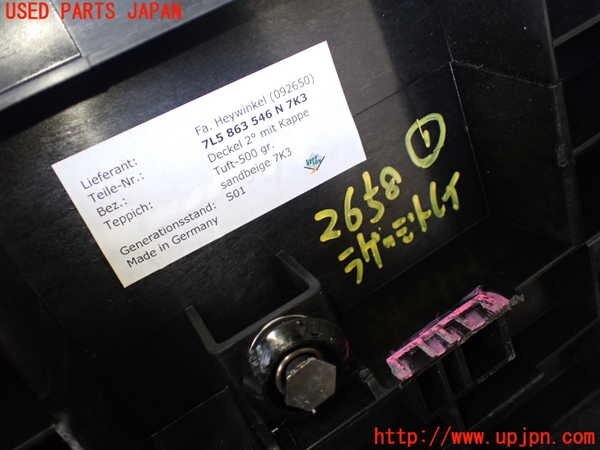 USED PARTS JAPAN
Lieferant: Fa. Heywinkel (092650)
Teile-Nr.: 7L5 863 546 N 7K3
Bez.: Deckel 2° mit Kappe
Teppich: Tuft-500 gr.
sandbeige 7K3
Generationsstand: S01
Made in Germany
1
2658
ラゲッジトレイ
http://www.upjpn.com/